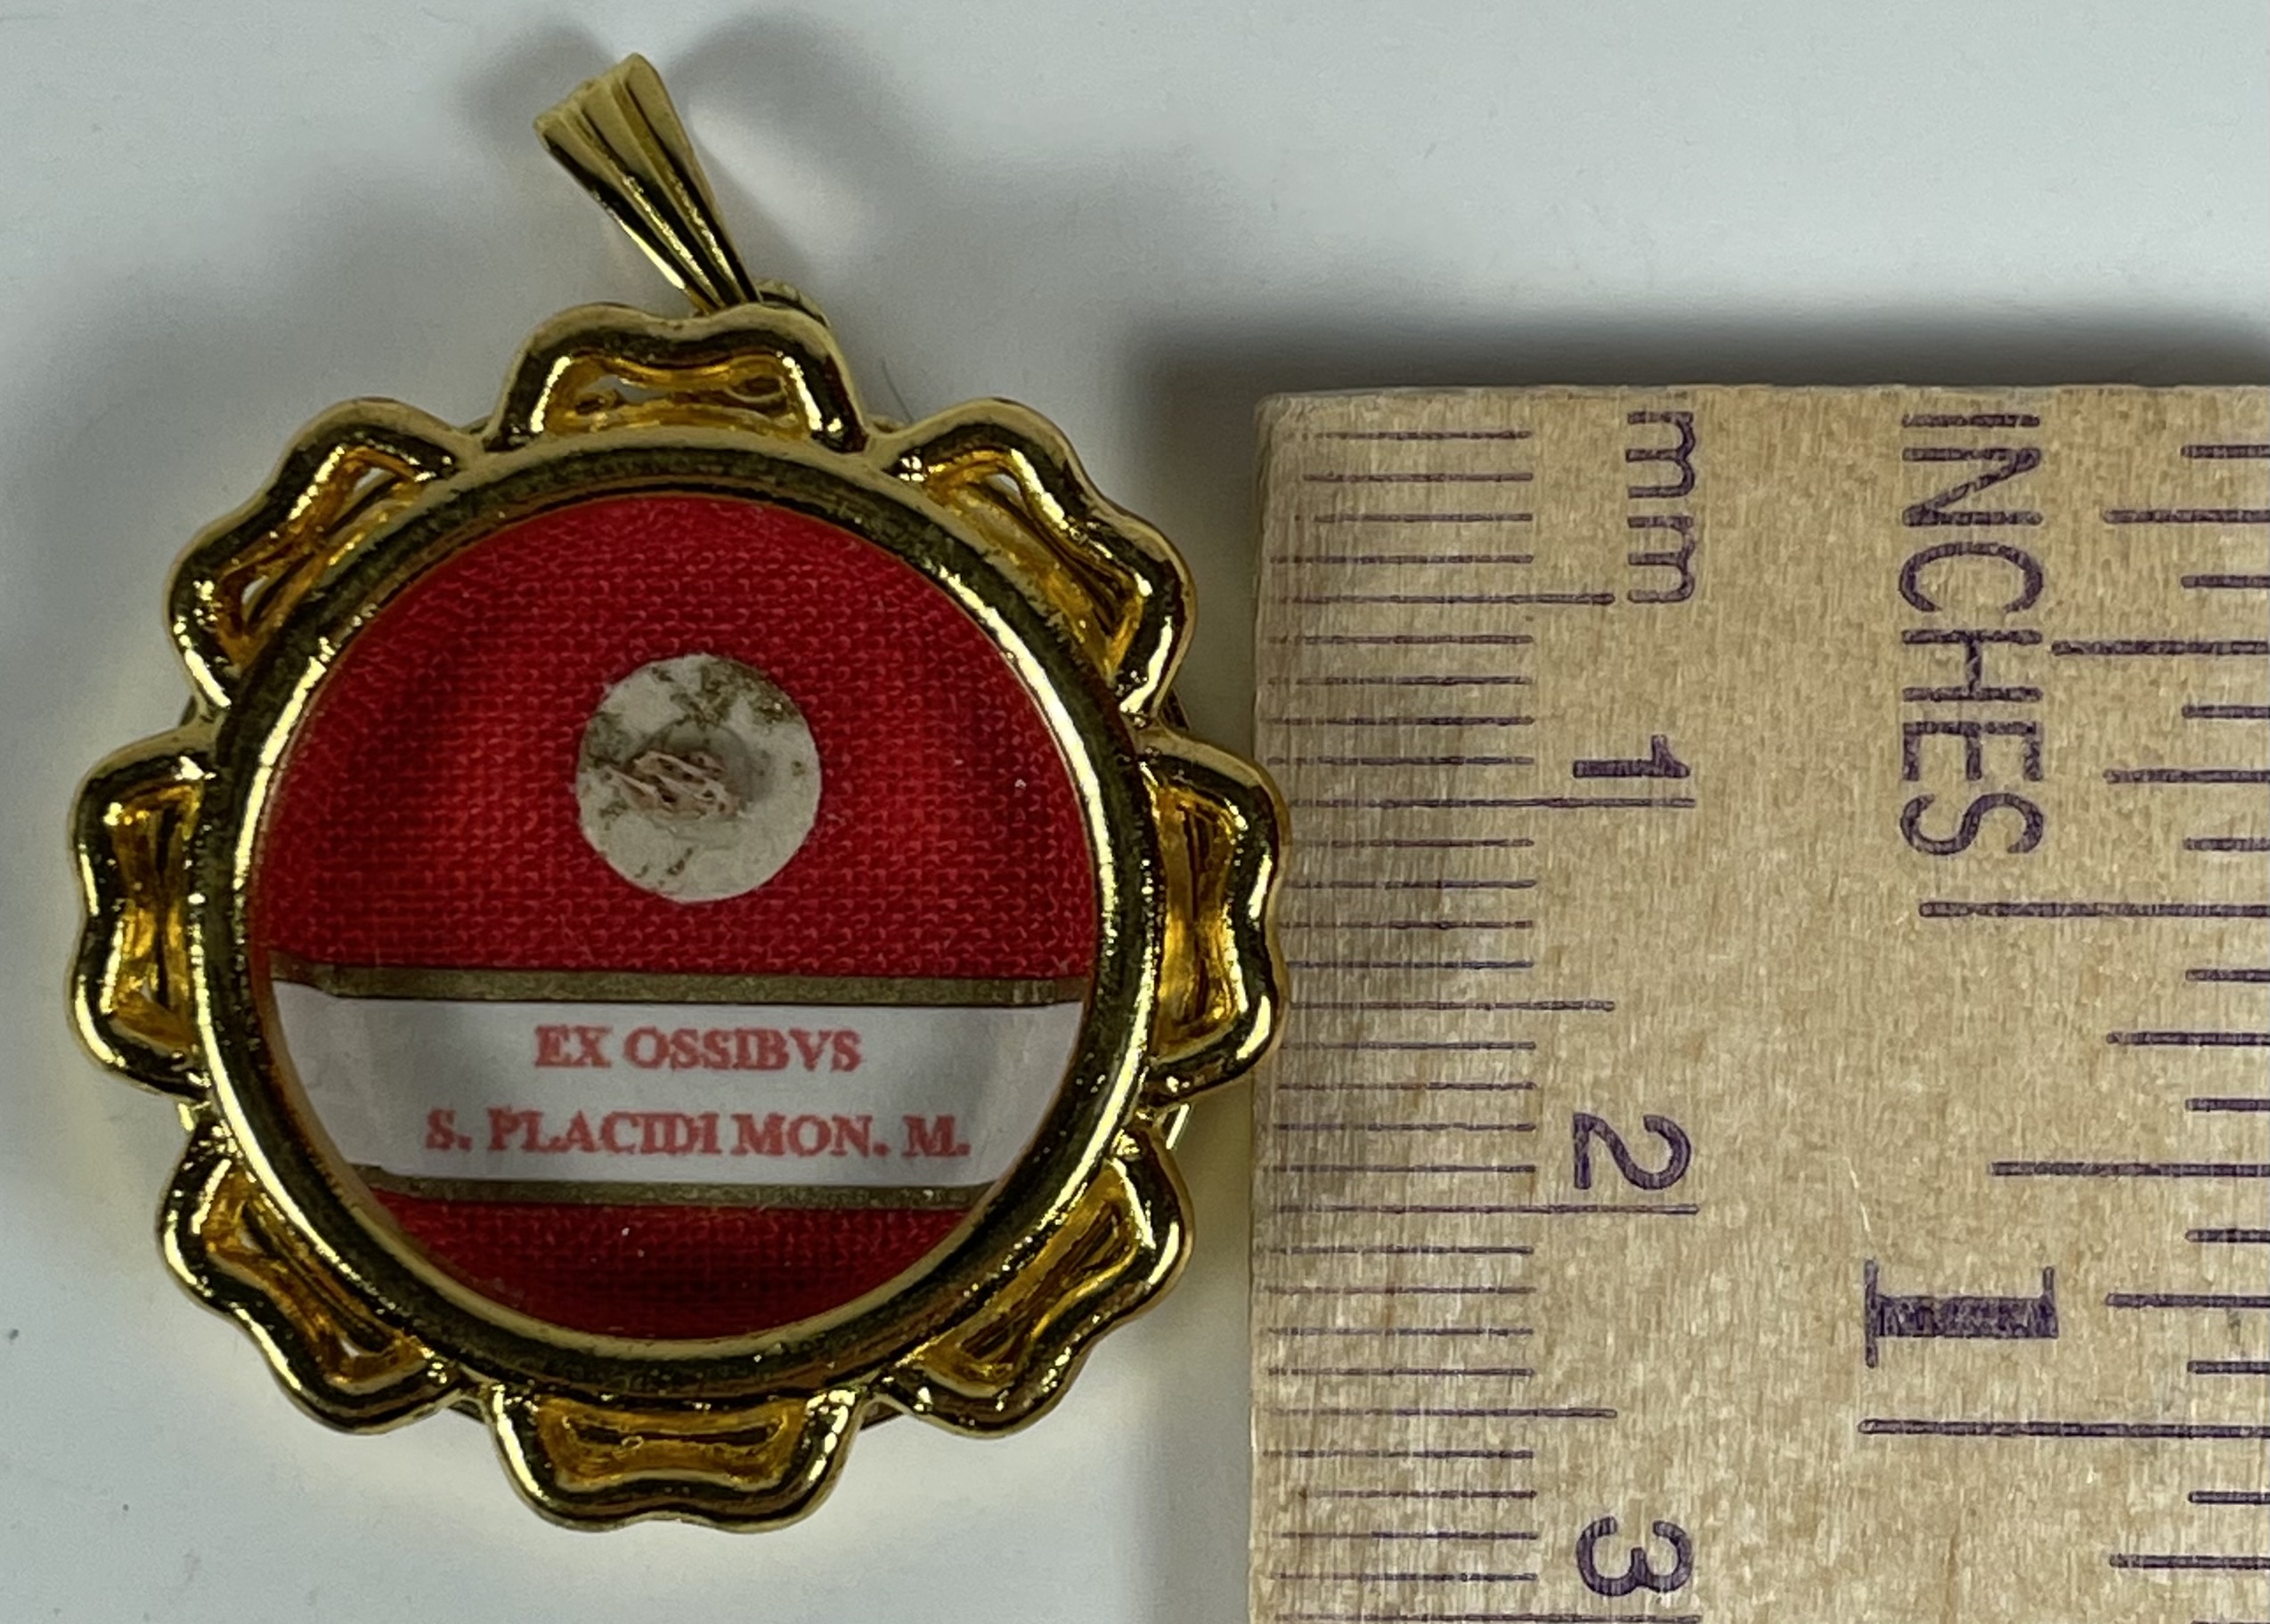 EX OSSIBVS
S. PLACIDI MON. M.
mm
1
2
3
INCHES
1